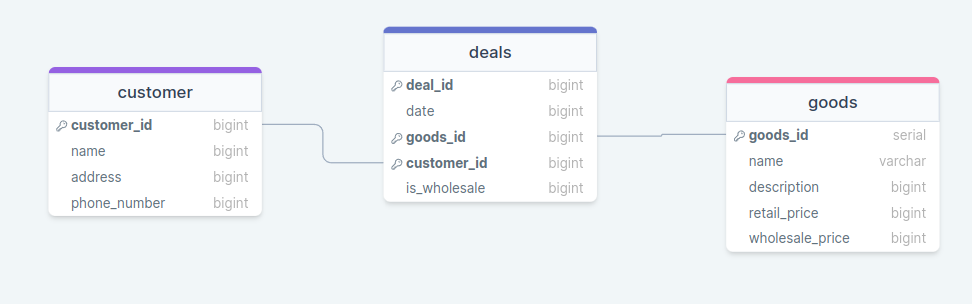 customer
customer_id bigint
name bigint
address bigint
phone_number bigint
deals
deal_id bigint
date bigint
goods_id bigint
customer_id bigint
is_wholesale bigint
goods
goods_id serial
name varchar
description bigint
retail_price bigint
wholesale_price bigint